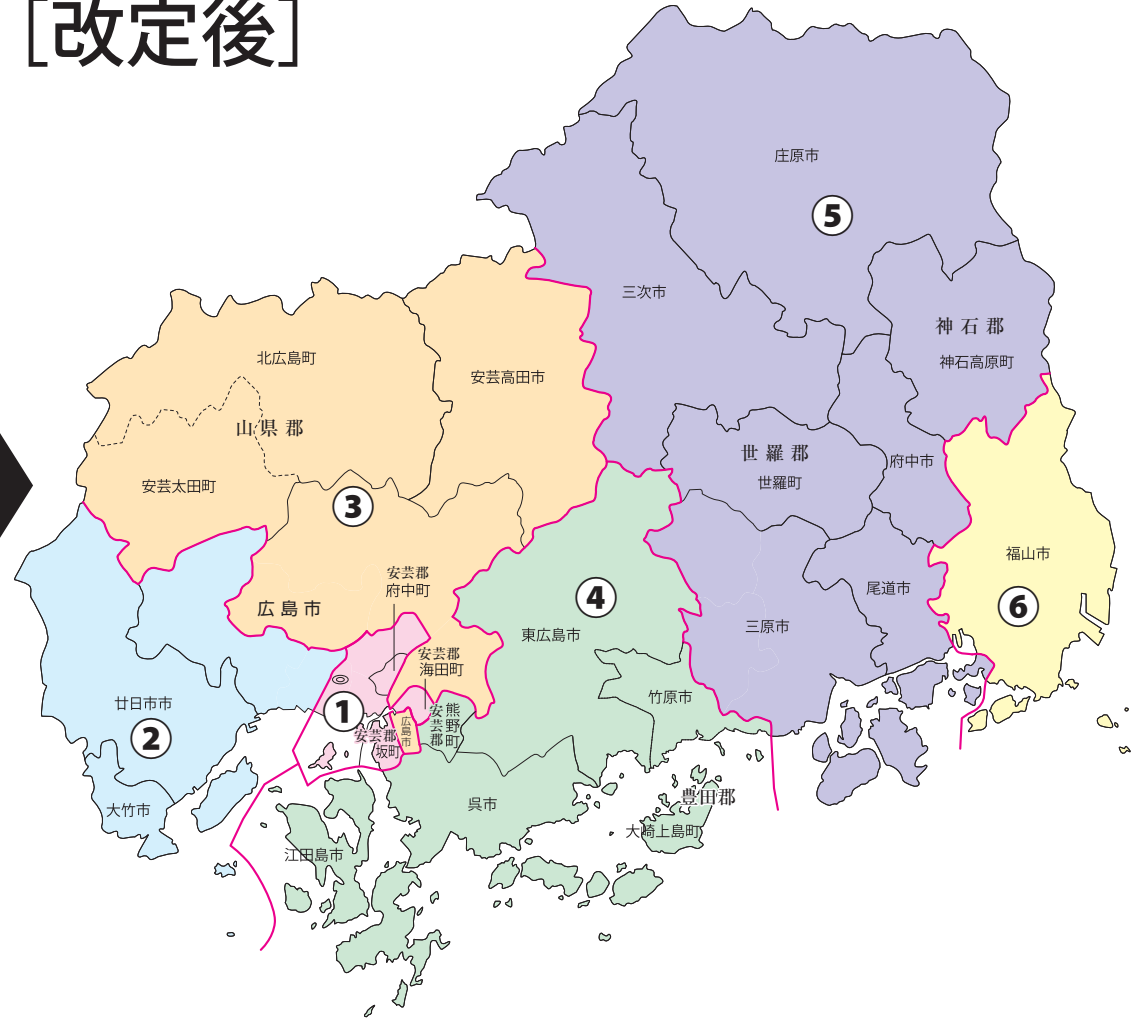 ［改定後］
庄原市
⑤
三次市
神石郡
神石高原町
北広島町
安芸高田市
山県郡
安芸太田町
③
世羅郡
世羅町
府中市
福山市
⑥
安芸郡
府中町
広島市
④
東広島市
尾道市
三原市
安芸郡
海田町
竹原市
廿日市市
②
①
安芸郡
坂町
広島市
熊野町
安芸郡
大竹市
呉市
豊田郡
大崎上島町
江田島市